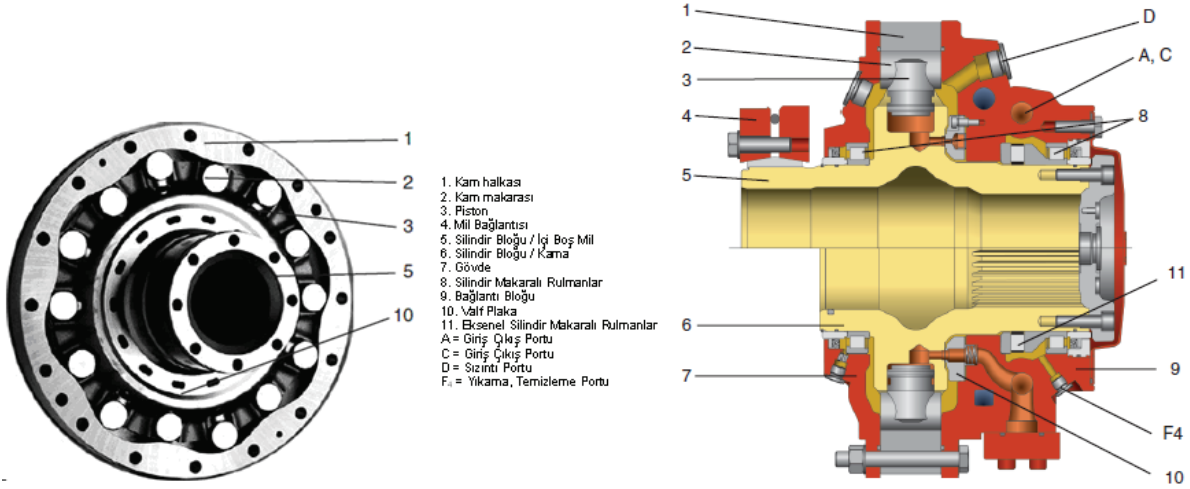 1
2
3
5
10
1. Kam halkası
2. Kam makarası
3. Piston
4. Mil Bağlantısı
5. Silindir Bloğu / İçi Boş Mil
6. Silindir Bloğu / Kama
7. Gövde
8. Silindir Makaralı Rulmanlar
9. Bağlantı Bloğu
10. Valf Plaka
11. Eksenel Silindir Makaralı Rulmanlar
A = Giriş Çıkış Portu
C = Giriş Çıkış Portu
D = Sızıntı Portu
F₄ = Yıkama, Temizleme Portu
1
2
3
4
5
6
7
D
A, C
8
11
9
F4
10